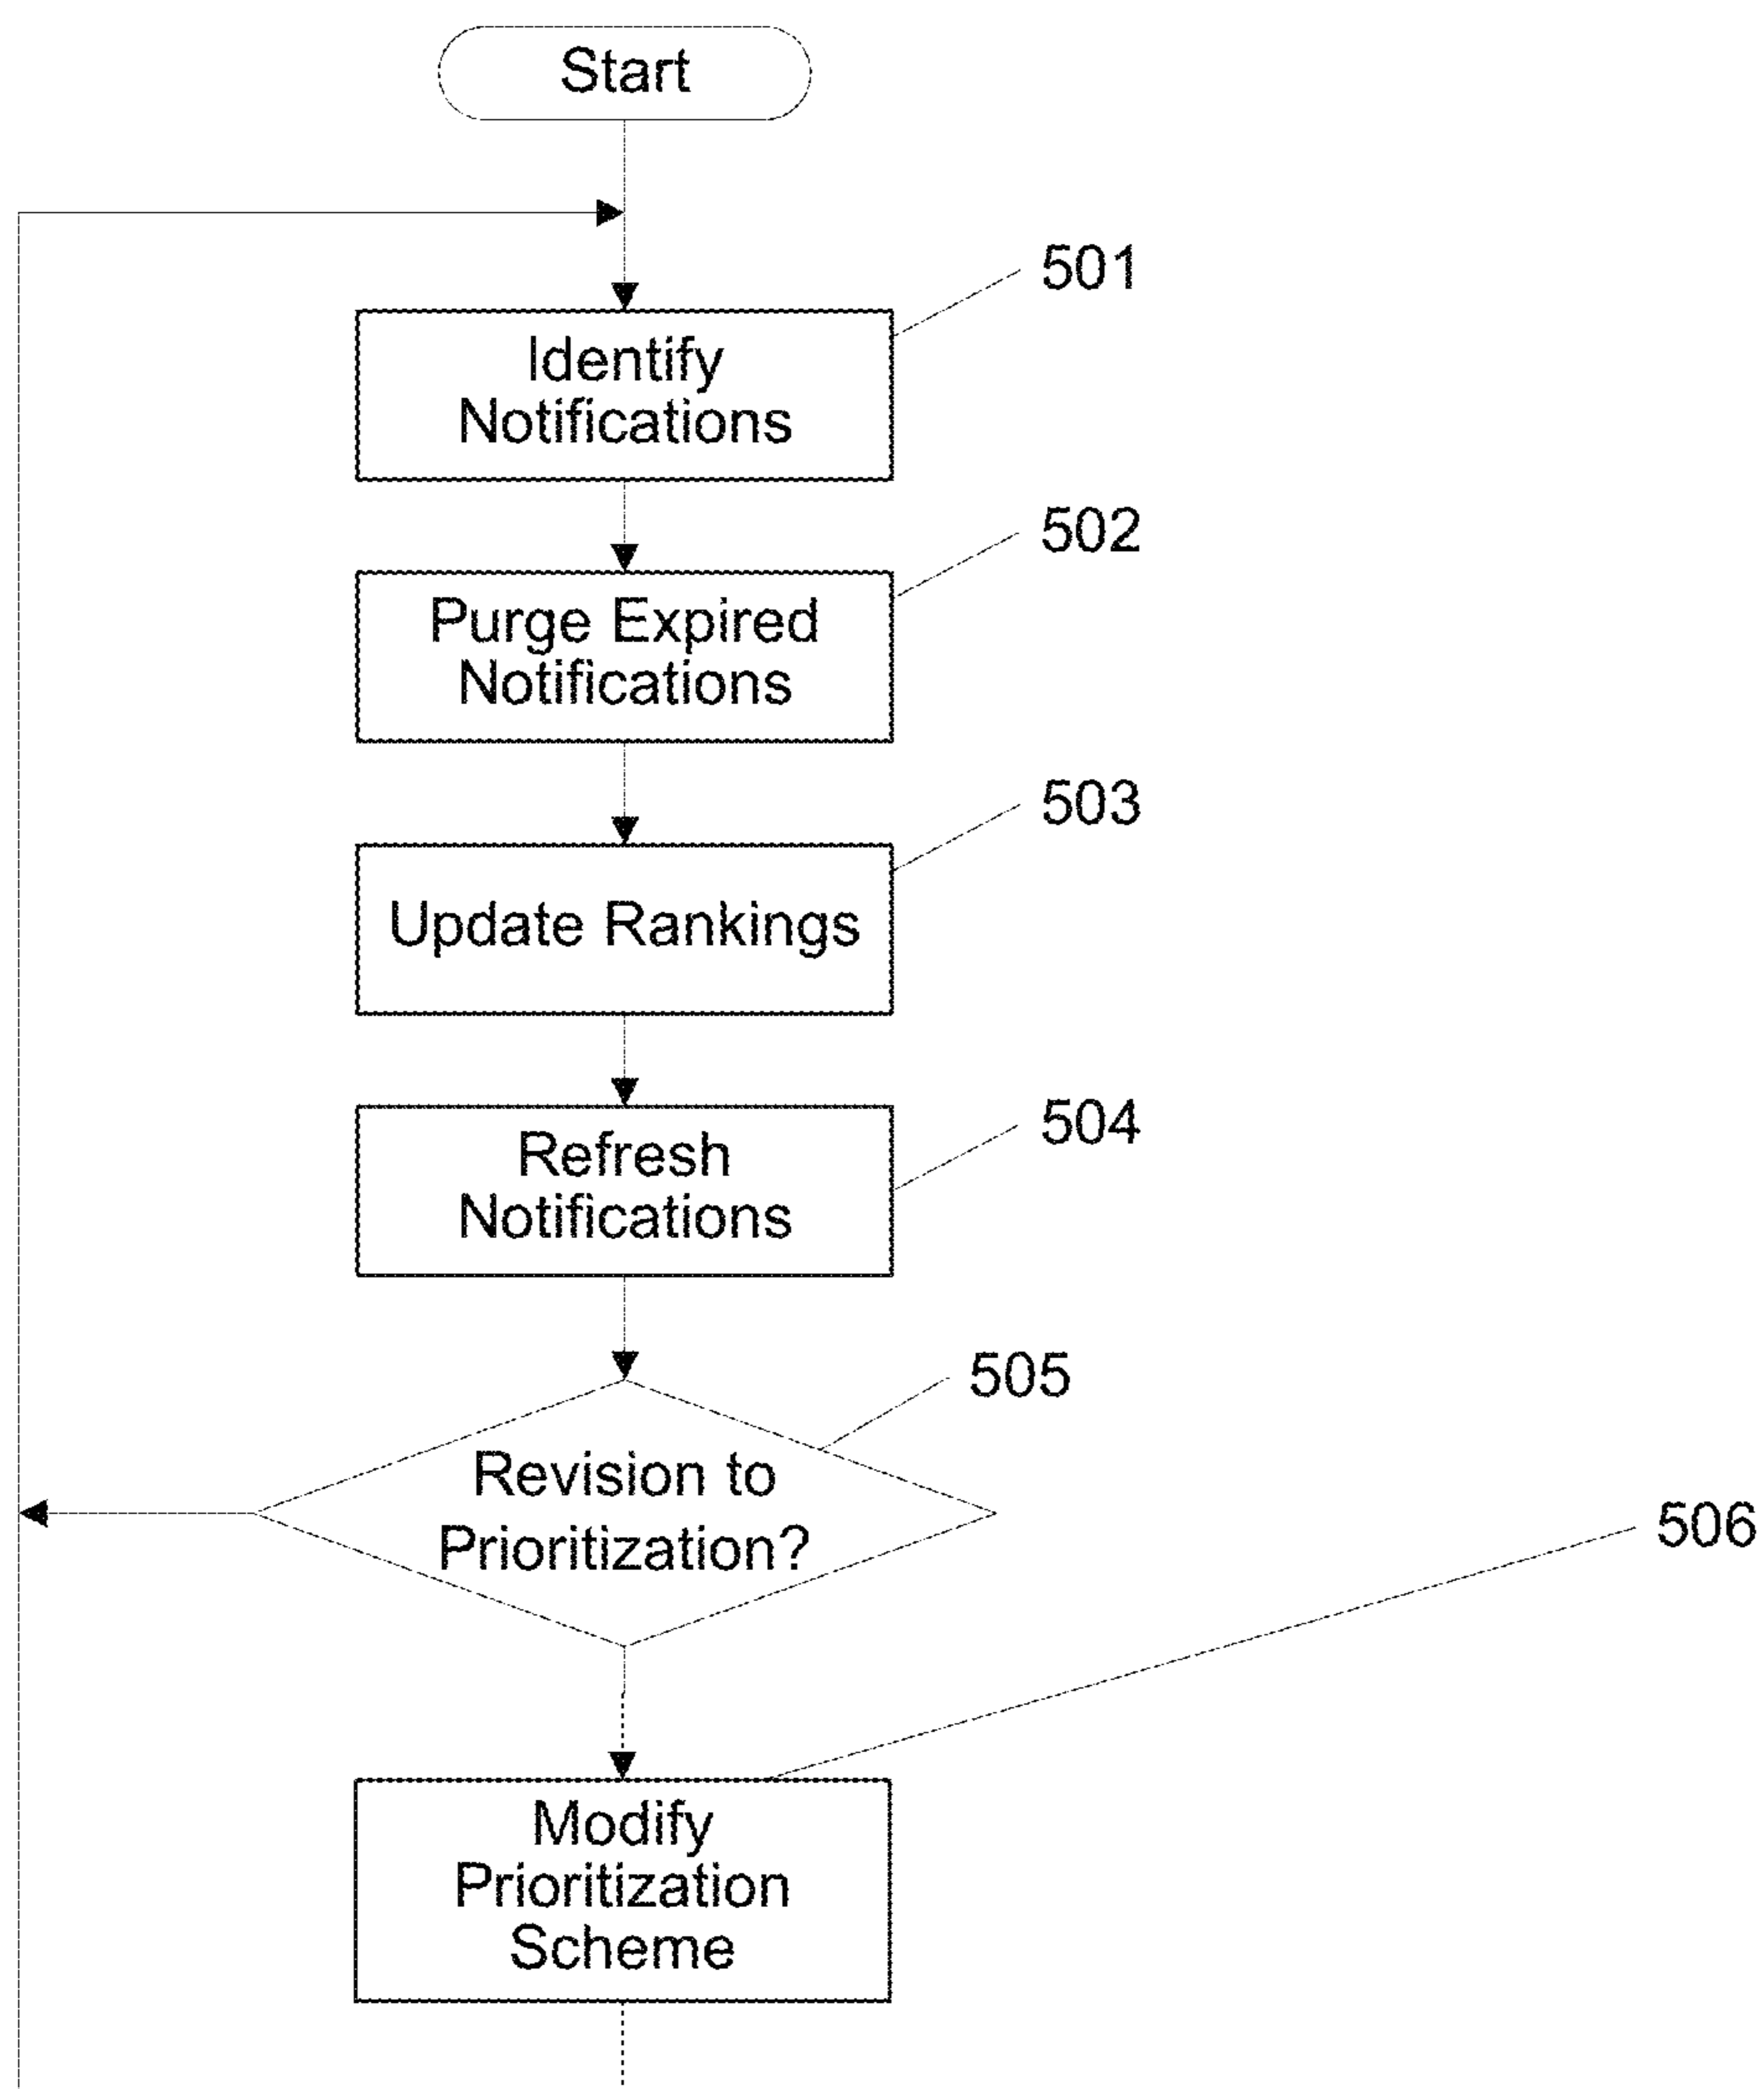 Start
501
Identify
Notifications
502
Purge Expired
Notifications
503
Update Rankings
504
Refresh
Notifications
505
Revision to
Prioritization?
506
Modify
Prioritization
Scheme